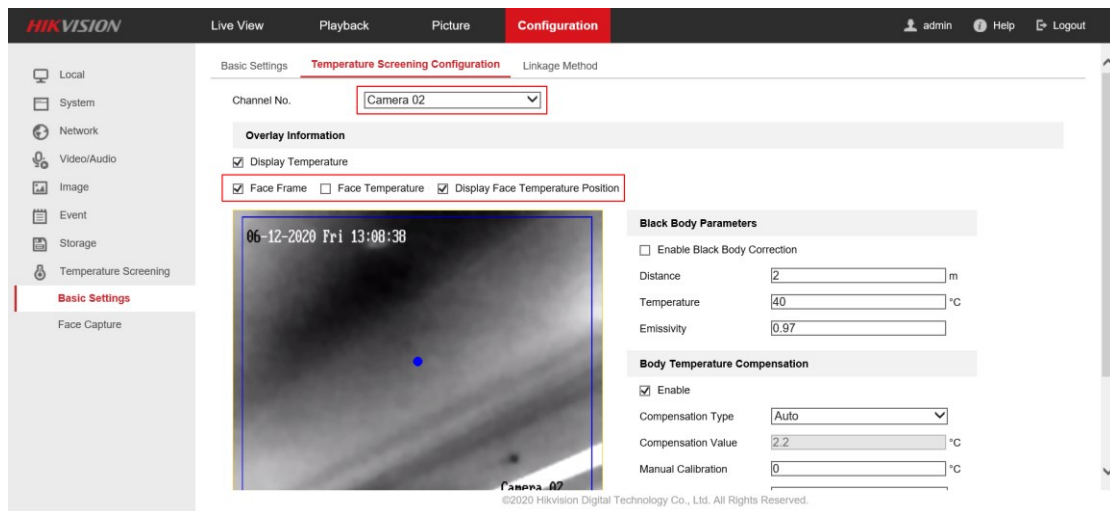 HIKVISION Live View Playback Picture Configuration admin Help Logout
Local
System
Network
Video/Audio
Image
Event
Storage
Temperature Screening
Basic Settings
Face Capture
Basic Settings Temperature Screening Configuration Linkage Method
Channel No. Camera 02
Overlay Information
Display Temperature
Face Frame Face Temperature Display Face Temperature Position
06-12-2020 Fri 13:08:38
Camera 02
Black Body Parameters
Enable Black Body Correction
Distance 2 m
Temperature 40 °C
Emissivity 0.97
Body Temperature Compensation
Enable
Compensation Type Auto
Compensation Value 2.2 °C
Manual Calibration 0 °C
©2020 Hikvision Digital Technology Co., Ltd. All Rights Reserved.